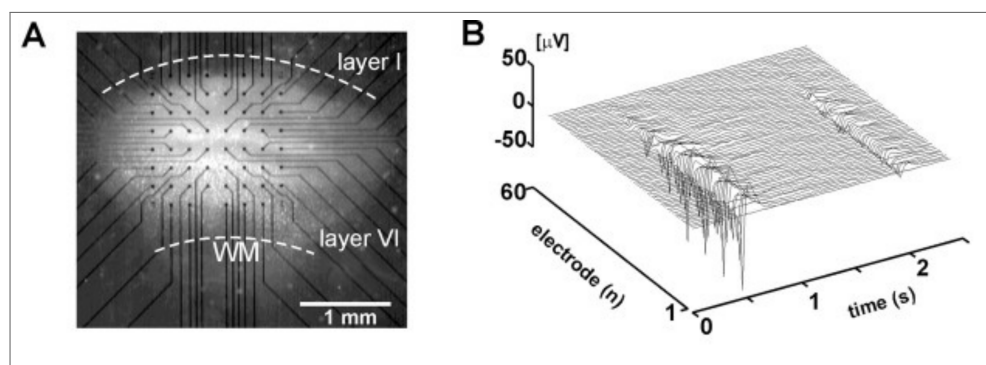 A
layer I
layer VI
WM
1 mm
B
[μV]
50
0
-50
60
electrode (n)
1
0
1
2
time (s)